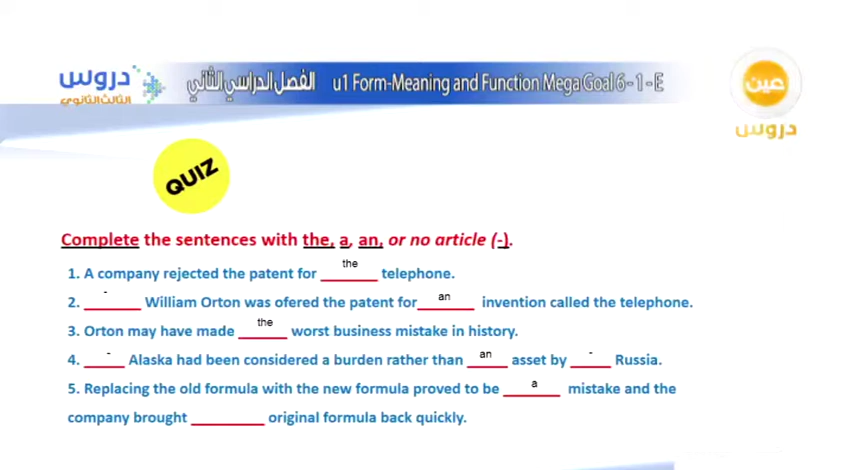 دروس
الثالث الثانوي
الفصل الدراسي الثاني u1 Form-Meaning and Function Mega Goal 6 - 1 - E
عين
دروس
QUIZ
Complete the sentences with the, a, an, or no article (-).
1. A company rejected the patent for the telephone.
2. - William Orton was ofered the patent for an invention called the telephone.
3. Orton may have made the worst business mistake in history.
4. - Alaska had been considered a burden rather than an asset by - Russia.
5. Replacing the old formula with the new formula proved to be a mistake and the
company brought ________ original formula back quickly.